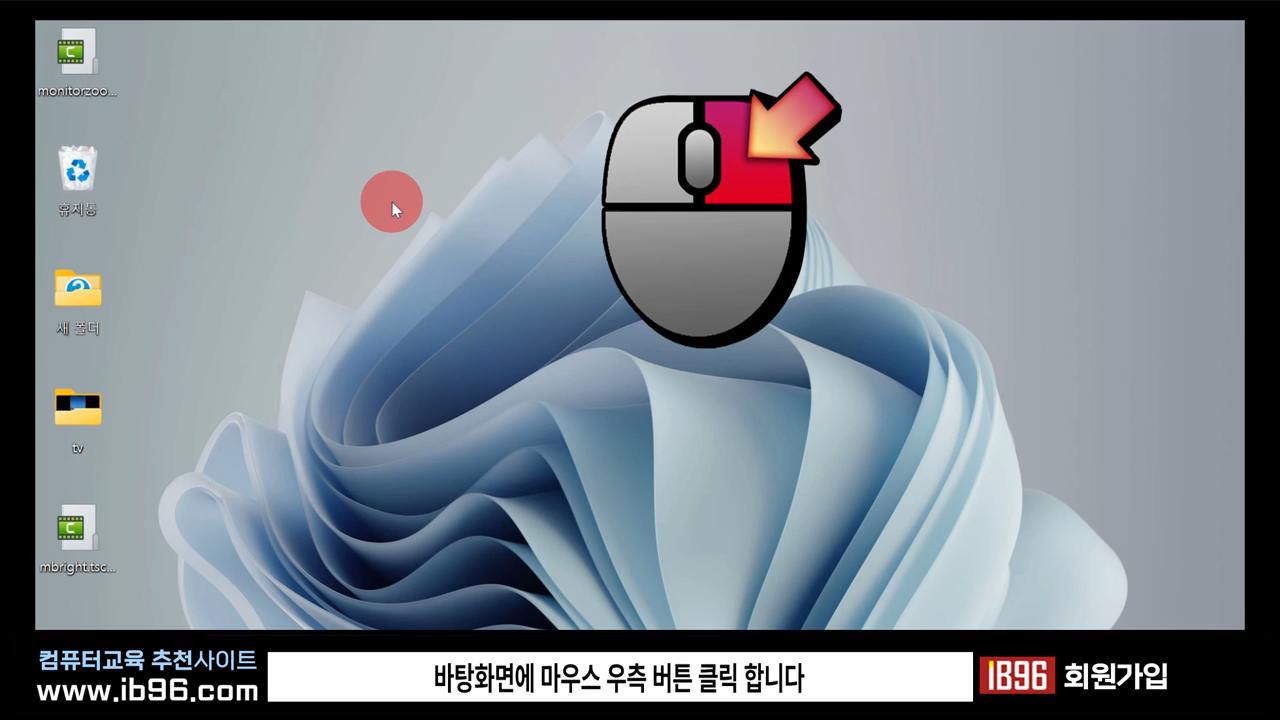 monitorzoo...
휴지통
새 폴더
tv
mbright.tsc...
컴퓨터교육 추천사이트
www.ib96.com
바탕화면에 마우스 우측 버튼 클릭 합니다
IB96 회원가입